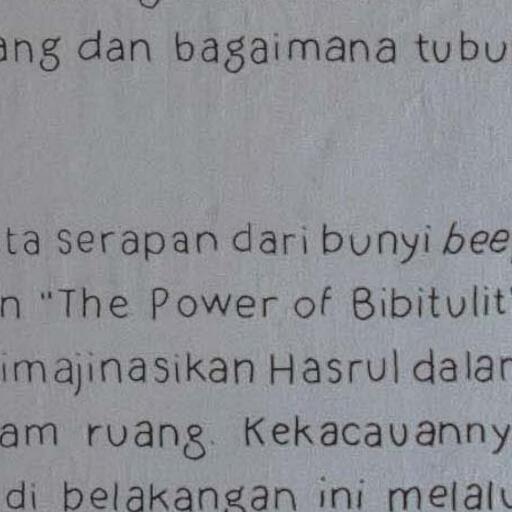 ang dan bagaimana tubu
ta serapan dari bunyi bee
n "The Power of Bibitulit"
imajinasikan Hasrul dalam
am ruang. Kekacauanny
di belakangan ini melalu